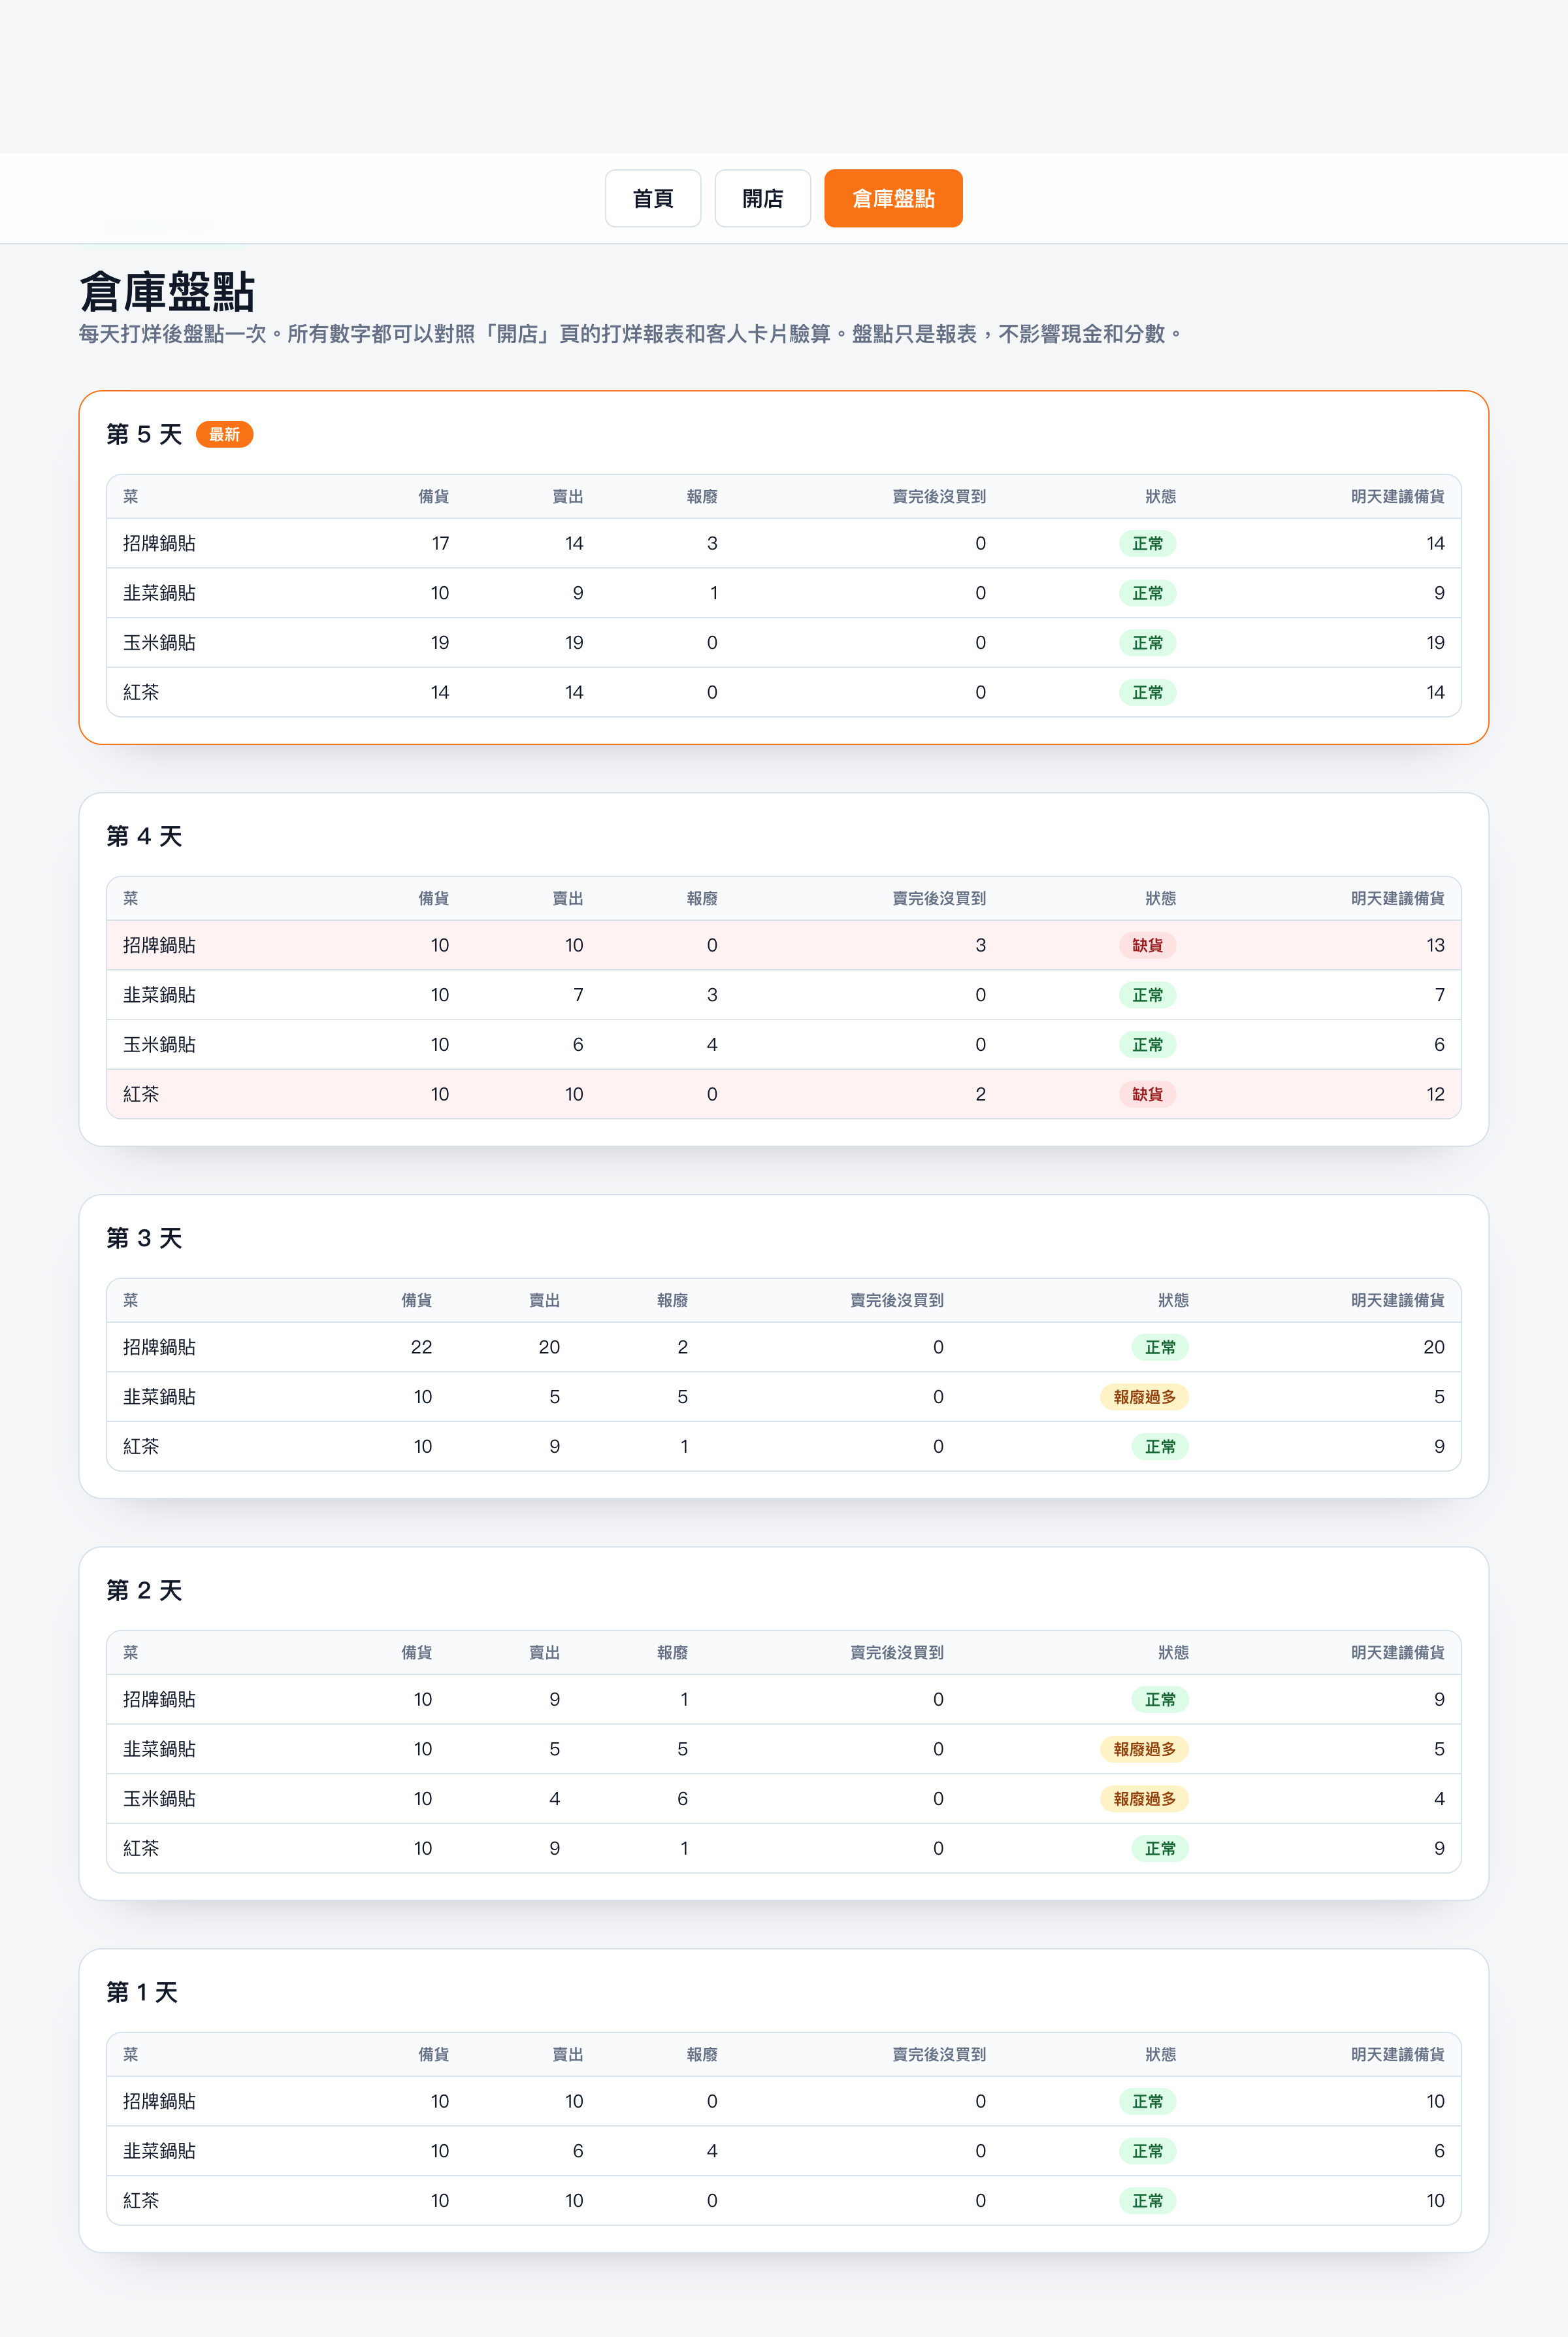 首頁 開店 倉庫盤點
倉庫盤點
每天打烊後盤點一次。所有數字都可以對照「開店」頁的打烊報表和客人卡片驗算。盤點只是報表，不影響現金和分數。
第 5 天 最新
菜 備貨 賣出 報廢 賣完後沒買到 狀態 明天建議備貨
招牌鍋貼 17 14 3 0 正常 14
韭菜鍋貼 10 9 1 0 正常 9
玉米鍋貼 19 19 0 0 正常 19
紅茶 14 14 0 0 正常 14
第 4 天
菜 備貨 賣出 報廢 賣完後沒買到 狀態 明天建議備貨
招牌鍋貼 10 10 0 3 缺貨 13
韭菜鍋貼 10 7 3 0 正常 7
玉米鍋貼 10 6 4 0 正常 6
紅茶 10 10 0 2 缺貨 12
第 3 天
菜 備貨 賣出 報廢 賣完後沒買到 狀態 明天建議備貨
招牌鍋貼 22 20 2 0 正常 20
韭菜鍋貼 10 5 5 0 報廢過多 5
紅茶 10 9 1 0 正常 9
第 2 天
菜 備貨 賣出 報廢 賣完後沒買到 狀態 明天建議備貨
招牌鍋貼 10 9 1 0 正常 9
韭菜鍋貼 10 5 5 0 報廢過多 5
玉米鍋貼 10 4 6 0 報廢過多 4
紅茶 10 9 1 0 正常 9
第 1 天
菜 備貨 賣出 報廢 賣完後沒買到 狀態 明天建議備貨
招牌鍋貼 10 10 0 0 正常 10
韭菜鍋貼 10 6 4 0 正常 6
紅茶 10 10 0 0 正常 10